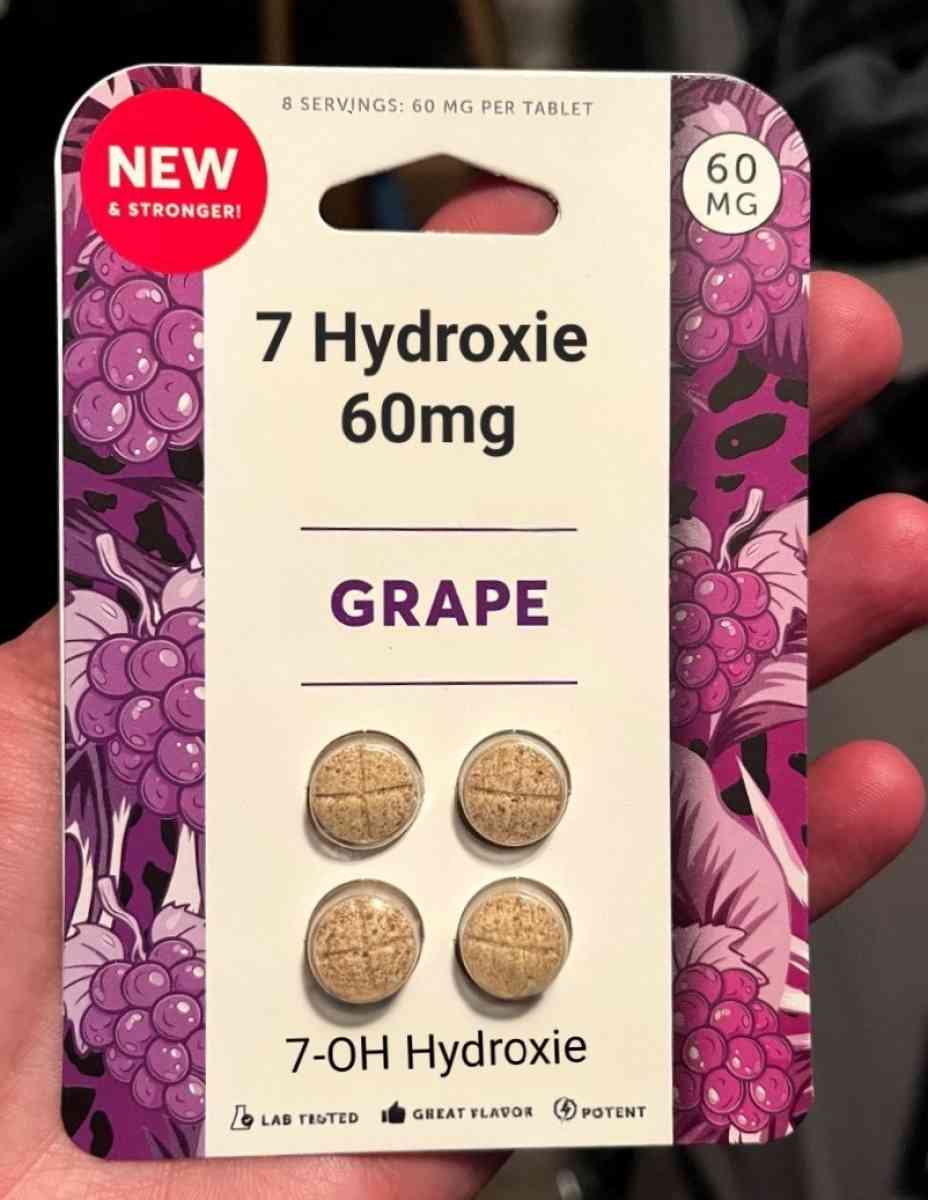 8 SERVINGS: 60 MG PER TABLET
NEW
& STRONGER!
60
MG
7 Hydroxie
60mg
GRAPE
7-OH Hydroxie
LAB TESTED
GREAT FLAVOR
POTENT